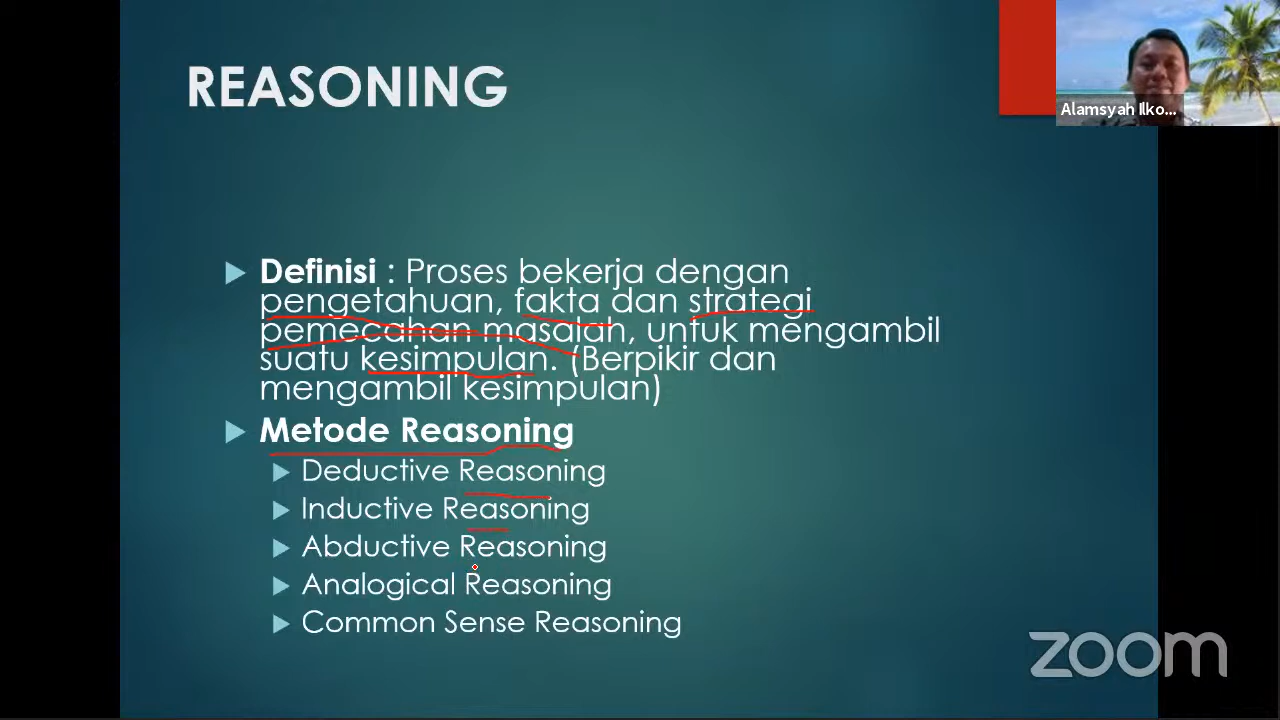 REASONING
Alamsyah Ilko...
Definisi : Proses bekerja dengan
pengetahuan, fakta dan strategi
pemecahan masalah, untuk mengambil
suatu kesimpulan. (Berpikir dan
mengambil kesimpulan)
Metode Reasoning
Deductive Reasoning
Inductive Reasoning
Abductive Reasoning
Analogical Reasoning
Common Sense Reasoning
zoom